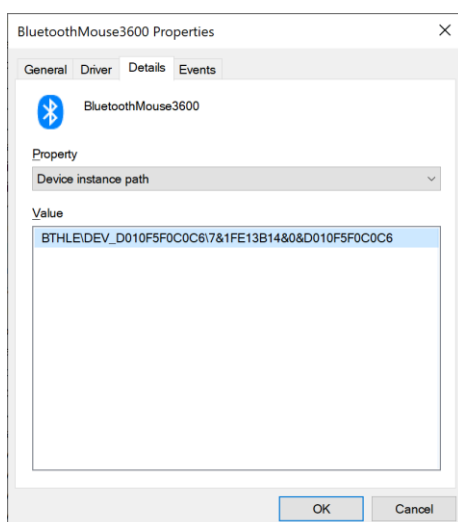 BluetoothMouse3600 Properties
General Driver Details Events
BluetoothMouse3600
Property
Device instance path
Value
BTHLE\DEV_D010F5F0C0C6\7&1FE13B14&0&D010F5F0C0C6
OK Cancel